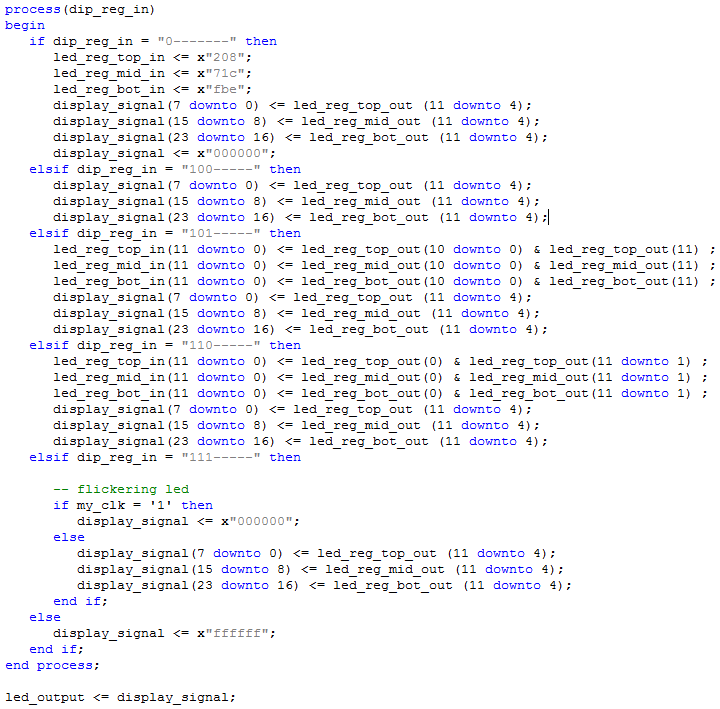 process(dip_reg_in)
begin
if dip_reg_in = "0-------" then
led_reg_top_in <= x"208";
led_reg_mid_in <= x"71c";
led_reg_bot_in <= x"fbe";
display_signal(7 downto 0) <= led_reg_top_out (11 downto 4);
display_signal(15 downto 8) <= led_reg_mid_out (11 downto 4);
display_signal(23 downto 16) <= led_reg_bot_out (11 downto 4);
display_signal <= x"000000";
elsif dip_reg_in = "100-----" then
display_signal(7 downto 0) <= led_reg_top_out (11 downto 4);
display_signal(15 downto 8) <= led_reg_mid_out (11 downto 4);
display_signal(23 downto 16) <= led_reg_bot_out (11 downto 4);
elsif dip_reg_in = "101-----" then
led_reg_top_in(11 downto 0) <= led_reg_top_out(10 downto 0) & led_reg_top_out(11) ;
led_reg_mid_in(11 downto 0) <= led_reg_mid_out(10 downto 0) & led_reg_mid_out(11) ;
led_reg_bot_in(11 downto 0) <= led_reg_bot_out(10 downto 0) & led_reg_bot_out(11) ;
display_signal(7 downto 0) <= led_reg_top_out (11 downto 4);
display_signal(15 downto 8) <= led_reg_mid_out (11 downto 4);
display_signal(23 downto 16) <= led_reg_bot_out (11 downto 4);
elsif dip_reg_in = "110-----" then
led_reg_top_in(11 downto 0) <= led_reg_top_out(0) & led_reg_top_out(11 downto 1) ;
led_reg_mid_in(11 downto 0) <= led_reg_mid_out(0) & led_reg_mid_out(11 downto 1) ;
led_reg_bot_in(11 downto 0) <= led_reg_bot_out(0) & led_reg_bot_out(11 downto 1) ;
display_signal(7 downto 0) <= led_reg_top_out (11 downto 4);
display_signal(15 downto 8) <= led_reg_mid_out (11 downto 4);
display_signal(23 downto 16) <= led_reg_bot_out (11 downto 4);
elsif dip_reg_in = "111-----" then
-- flickering led
if my_clk = '1' then
display_signal <= x"000000";
else
display_signal(7 downto 0) <= led_reg_top_out (11 downto 4);
display_signal(15 downto 8) <= led_reg_mid_out (11 downto 4);
display_signal(23 downto 16) <= led_reg_bot_out (11 downto 4);
end if;
else
display_signal <= x"ffffff";
end if;
end process;
led_output <= display_signal;